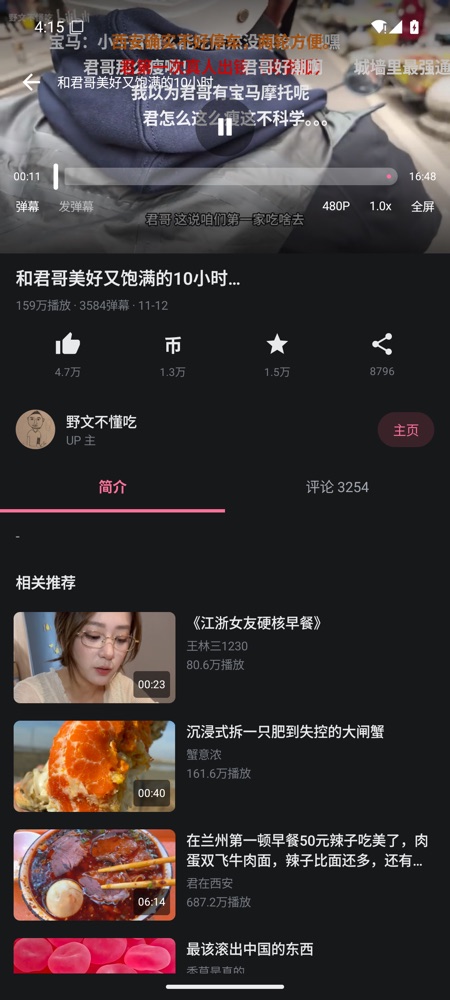 4:15
我以为君哥有宝马摩托呢
君怎么这么瘦这不科学。。。
和君哥美好又饱满的10小时
城墙里最强通
00:11
16:48
弹幕
发弹幕
480P
1.0x
全屏
君哥 这说咱们第一家吃啥去
和君哥美好又饱满的10小时...
159万播放 · 3584弹幕 · 11-12
币
4.7万
1.3万
1.5万
8796
野文不懂吃
UP 主
主页
简介
评论 3254
-
相关推荐
《江浙女友硬核早餐》
王林三1230
80.6万播放
00:23
沉浸式拆一只肥到失控的大闸蟹
蟹意浓
161.6万播放
00:40
在兰州第一顿早餐50元辣子吃美了，肉
蛋双飞牛肉面，辣子比面还多，还有...
君在西安
687.2万播放
06:14
最该滚出中国的东西